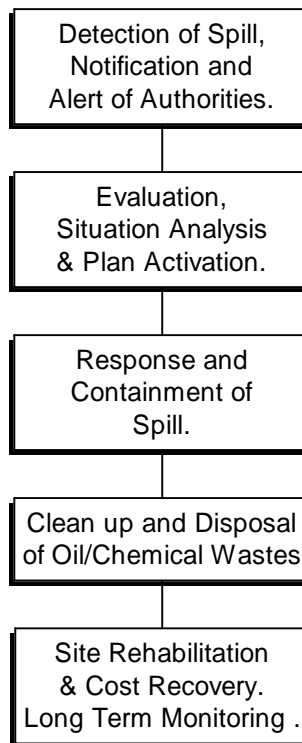 Detection of Spill,
Notification and
Alert of Authorities.
Evaluation,
Situation Analysis
& Plan Activation.
Response and
Containment of
Spill.
Clean up and Disposal
of Oil/Chemical Wastes
Site Rehabilitation
& Cost Recovery.
Long Term Monitoring .